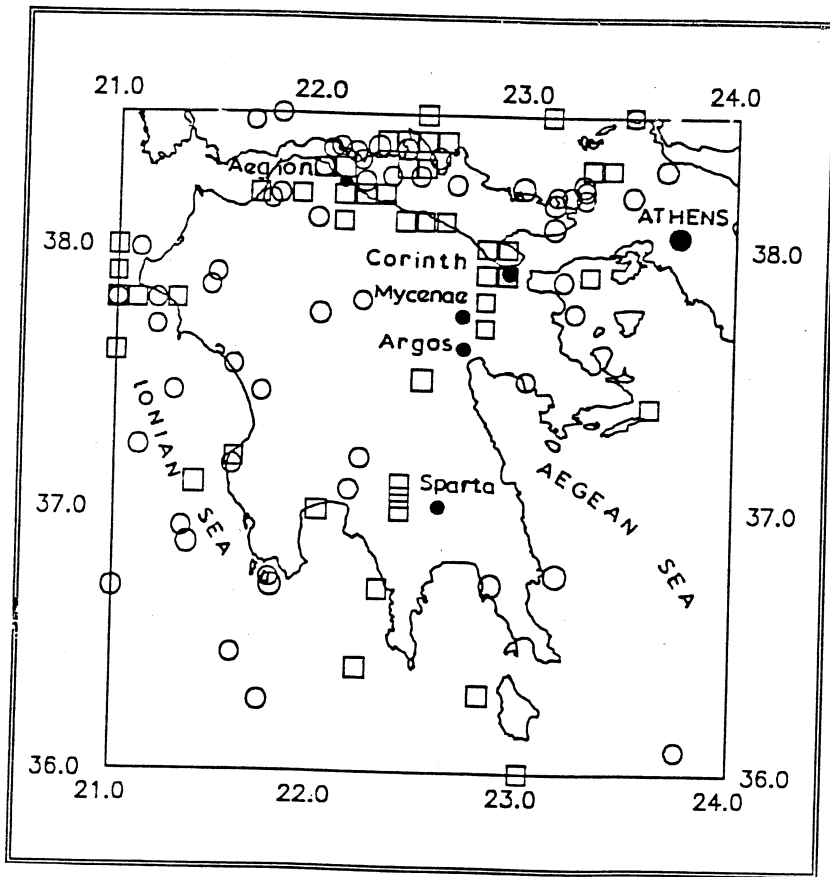 21.0 22.0 23.0 24.0
Aegion
ATHENS
38.0 38.0
Corinth
Mycenae
Argos
IONIAN SEA
AEGEAN SEA
Sparta
37.0 37.0
36.0 36.0
21.0 22.0 23.0 24.0